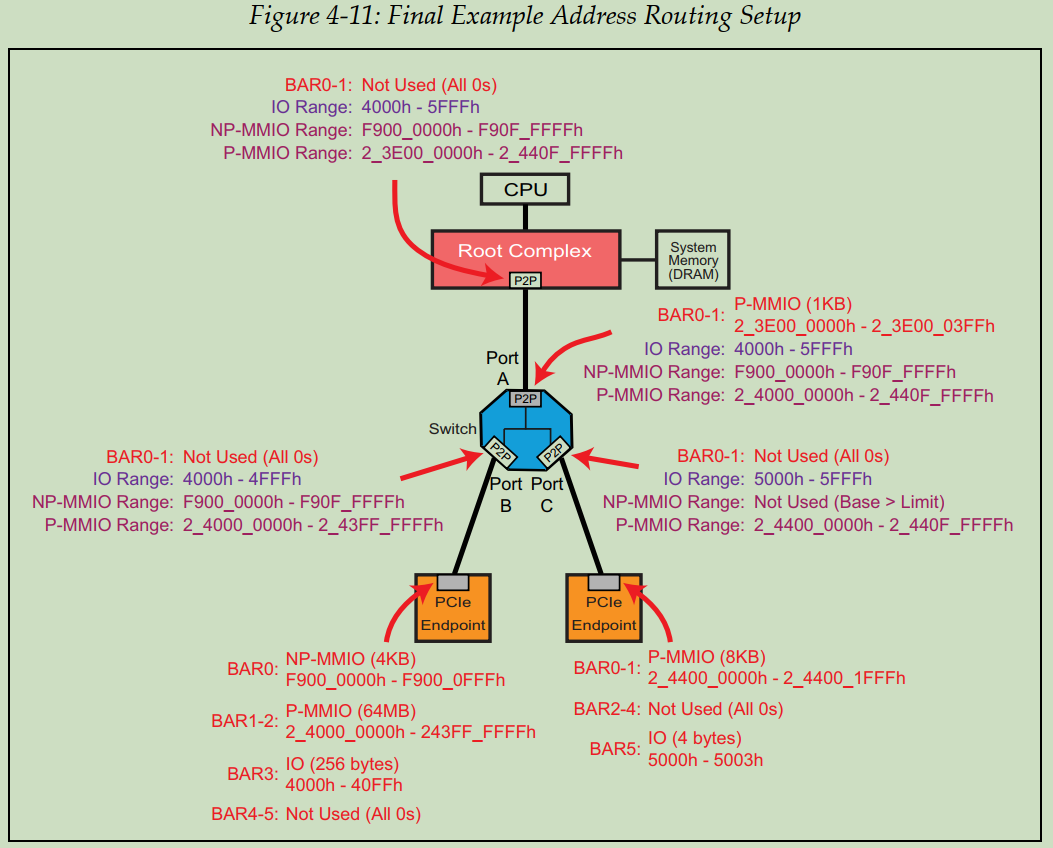 Figure 4-11: Final Example Address Routing Setup
BAR0-1: Not Used (All 0s)
IO Range: 4000h - 5FFFh
NP-MMIO Range: F900_0000h - F90F_FFFFh
P-MMIO Range: 2_3E00_0000h - 2_440F_FFFFh
CPU
Root Complex
P2P
System
Memory
(DRAM)
BAR0-1: P-MMIO (1KB)
2_3E00_0000h - 2_3E00_03FFh
IO Range: 4000h - 5FFFh
NP-MMIO Range: F900_0000h - F90F_FFFFh
P-MMIO Range: 2_4000_0000h - 2_440F_FFFFh
Port
A
P2P
Switch
P2P
P2P
Port
B
Port
C
BAR0-1: Not Used (All 0s)
IO Range: 4000h - 4FFFh
NP-MMIO Range: F900_0000h - F90F_FFFFh
P-MMIO Range: 2_4000_0000h - 2_43FF_FFFFh
BAR0-1: Not Used (All 0s)
IO Range: 5000h - 5FFFh
NP-MMIO Range: Not Used (Base > Limit)
P-MMIO Range: 2_4400_0000h - 2_440F_FFFFh
PCIe
Endpoint
PCIe
Endpoint
BAR0: NP-MMIO (4KB)
F900_0000h - F900_0FFFh
BAR1-2: P-MMIO (64MB)
2_4000_0000h - 243FF_FFFFh
BAR3: IO (256 bytes)
4000h - 40FFh
BAR4-5: Not Used (All 0s)
BAR0-1: P-MMIO (8KB)
2_4400_0000h - 2_4400_1FFFh
BAR2-4: Not Used (All 0s)
BAR5: IO (4 bytes)
5000h - 5003h